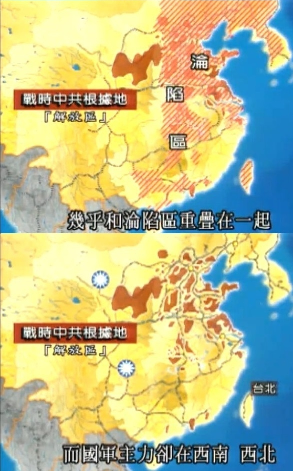 淪
陷
區
戰時中共根據地
「解放區」
幾乎和淪陷區重疊在一起
戰時中共根據地
「解放區」
台北
而國軍主力卻在西南 西北